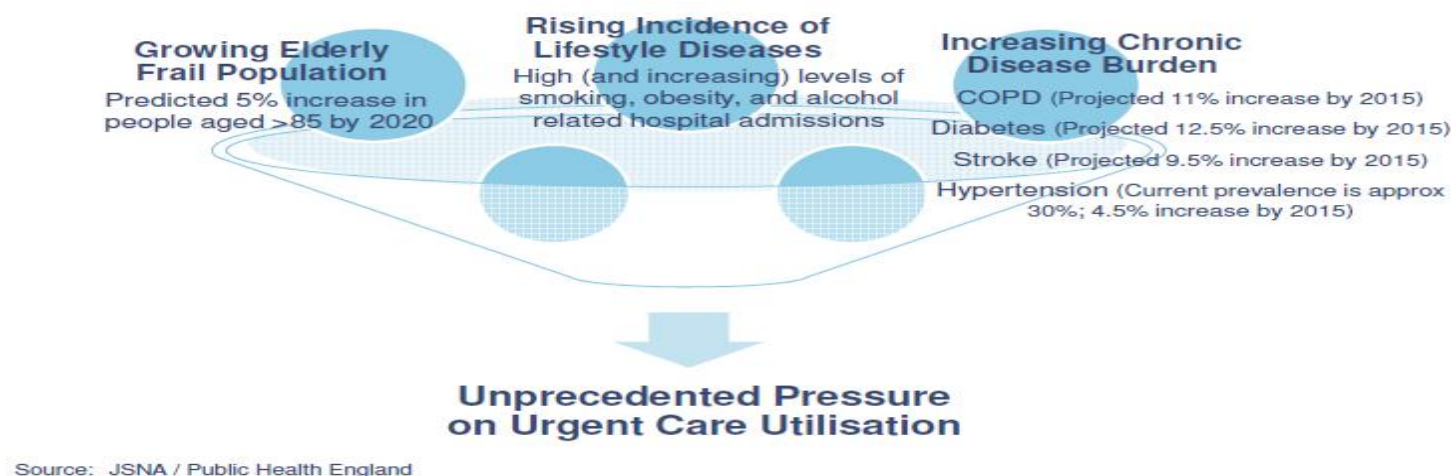 Growing Elderly
Frail Population
Predicted 5% increase in
people aged >85 by 2020
Rising Incidence of
Lifestyle Diseases
High (and increasing) levels of
smoking, obesity, and alcohol
related hospital admissions
Increasing Chronic
Disease Burden
COPD (Projected 11% increase by 2015)
Diabetes (Projected 12.5% increase by 2015)
Stroke (Projected 9.5% increase by 2015)
Hypertension (Current prevalence is approx
30%; 4.5% increase by 2015)
Unprecedented Pressure
on Urgent Care Utilisation
Source: JSNA / Public Health England